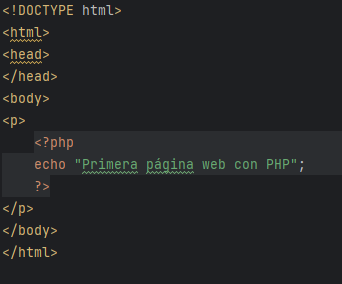 <!DOCTYPE html>
<html>
<head>
</head>
<body>
<p>
    <?php
    echo "Primera página web con PHP";
    ?>
</p>
</body>
</html>